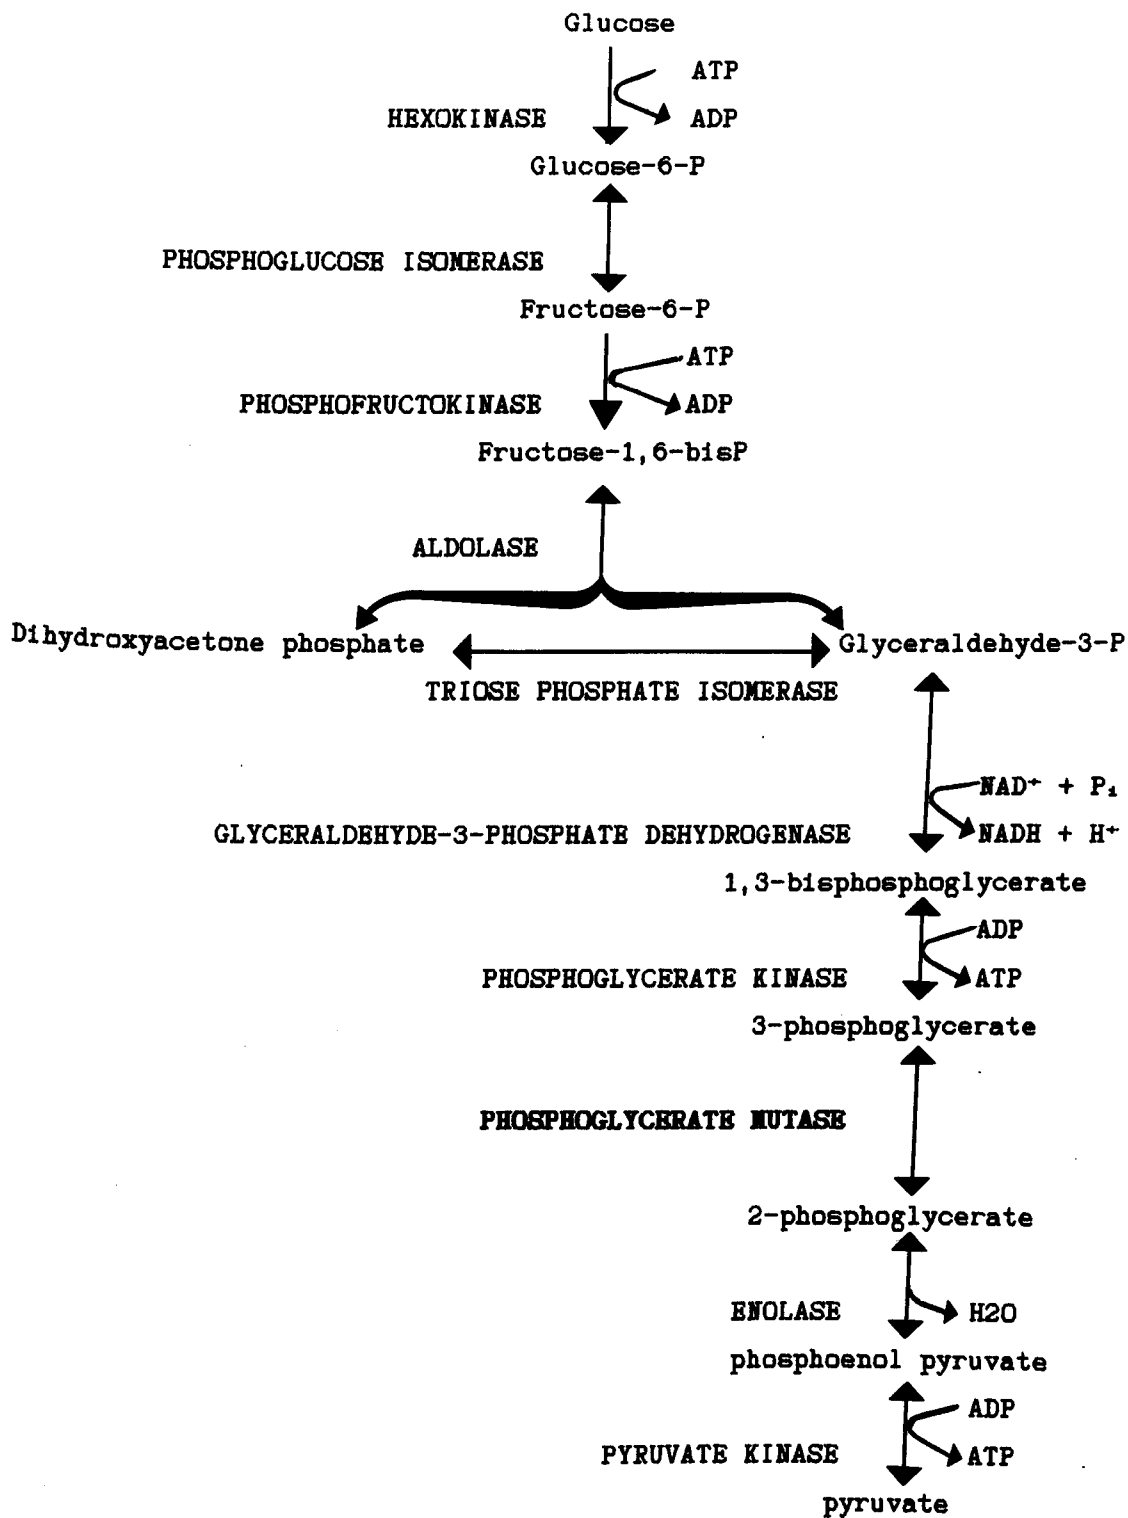 Glucose
ATP
HEXOKINASE ADP
Glucose-6-P
PHOSPHOGLUCOSE ISOMERASE
Fructose-6-P
ATP
PHOSPHOFRUCTOKINASE ADP
Fructose-1,6-bisP
ALDOLASE
Dihydroxyacetone phosphate Glyceraldehyde-3-P
TRIOSE PHOSPHATE ISOMERASE
NAD⁺ + Pᵢ
GLYCERALDEHYDE-3-PHOSPHATE DEHYDROGENASE NADH + H⁺
1,3-bisphosphoglycerate
ADP
PHOSPHOGLYCERATE KINASE ATP
3-phosphoglycerate
PHOSPHOGLYCERATE MUTASE
2-phosphoglycerate
ENOLASE H2O
phosphoenol pyruvate
ADP
PYRUVATE KINASE ATP
pyruvate